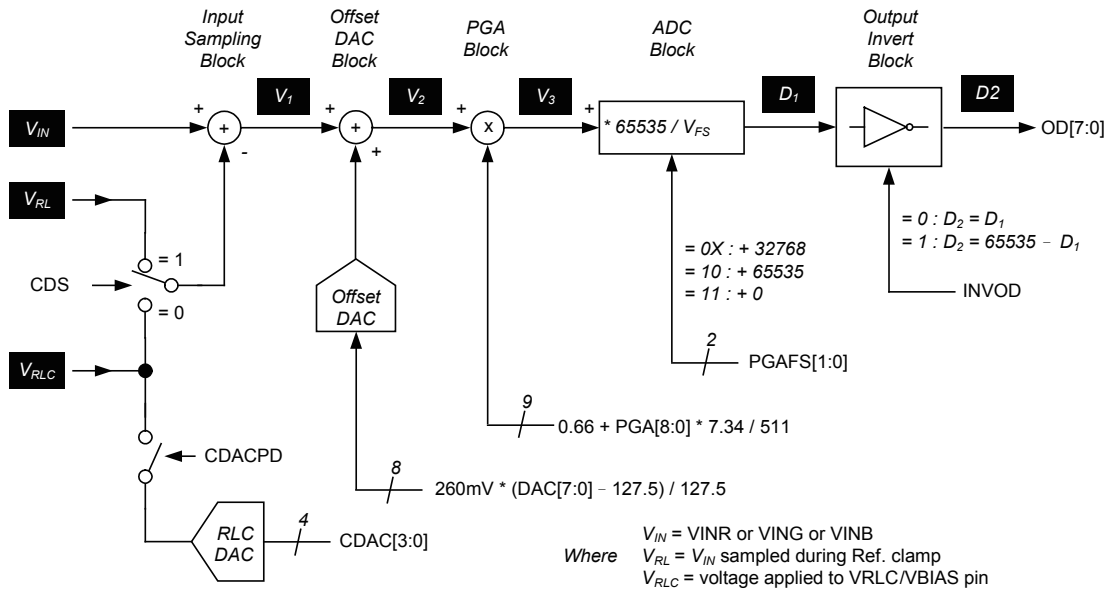 Input
Sampling
Block
Offset
DAC
Block
PGA
Block
ADC
Block
Output
Invert
Block
V1
V2
V3
D1
D2
VIN
+
+
-
+
+
+
+
x
+
* 65535 / VFS
OD[7:0]
VRL
= 1
CDS
= 0
Offset
DAC
= 0X : + 32768
= 10 : + 65535
= 11 : + 0
= 0 : D2 = D1
= 1 : D2 = 65535 – D1
INVOD
2
PGAFS[1:0]
VRLC
9
0.66 + PGA[8:0] * 7.34 / 511
CDACPD
8
260mV * (DAC[7:0] – 127.5) / 127.5
RLC
DAC
4
CDAC[3:0]
VIN = VINR or VING or VINB
Where VRL = VIN sampled during Ref. clamp
VRLC = voltage applied to VRLC/VBIAS pin